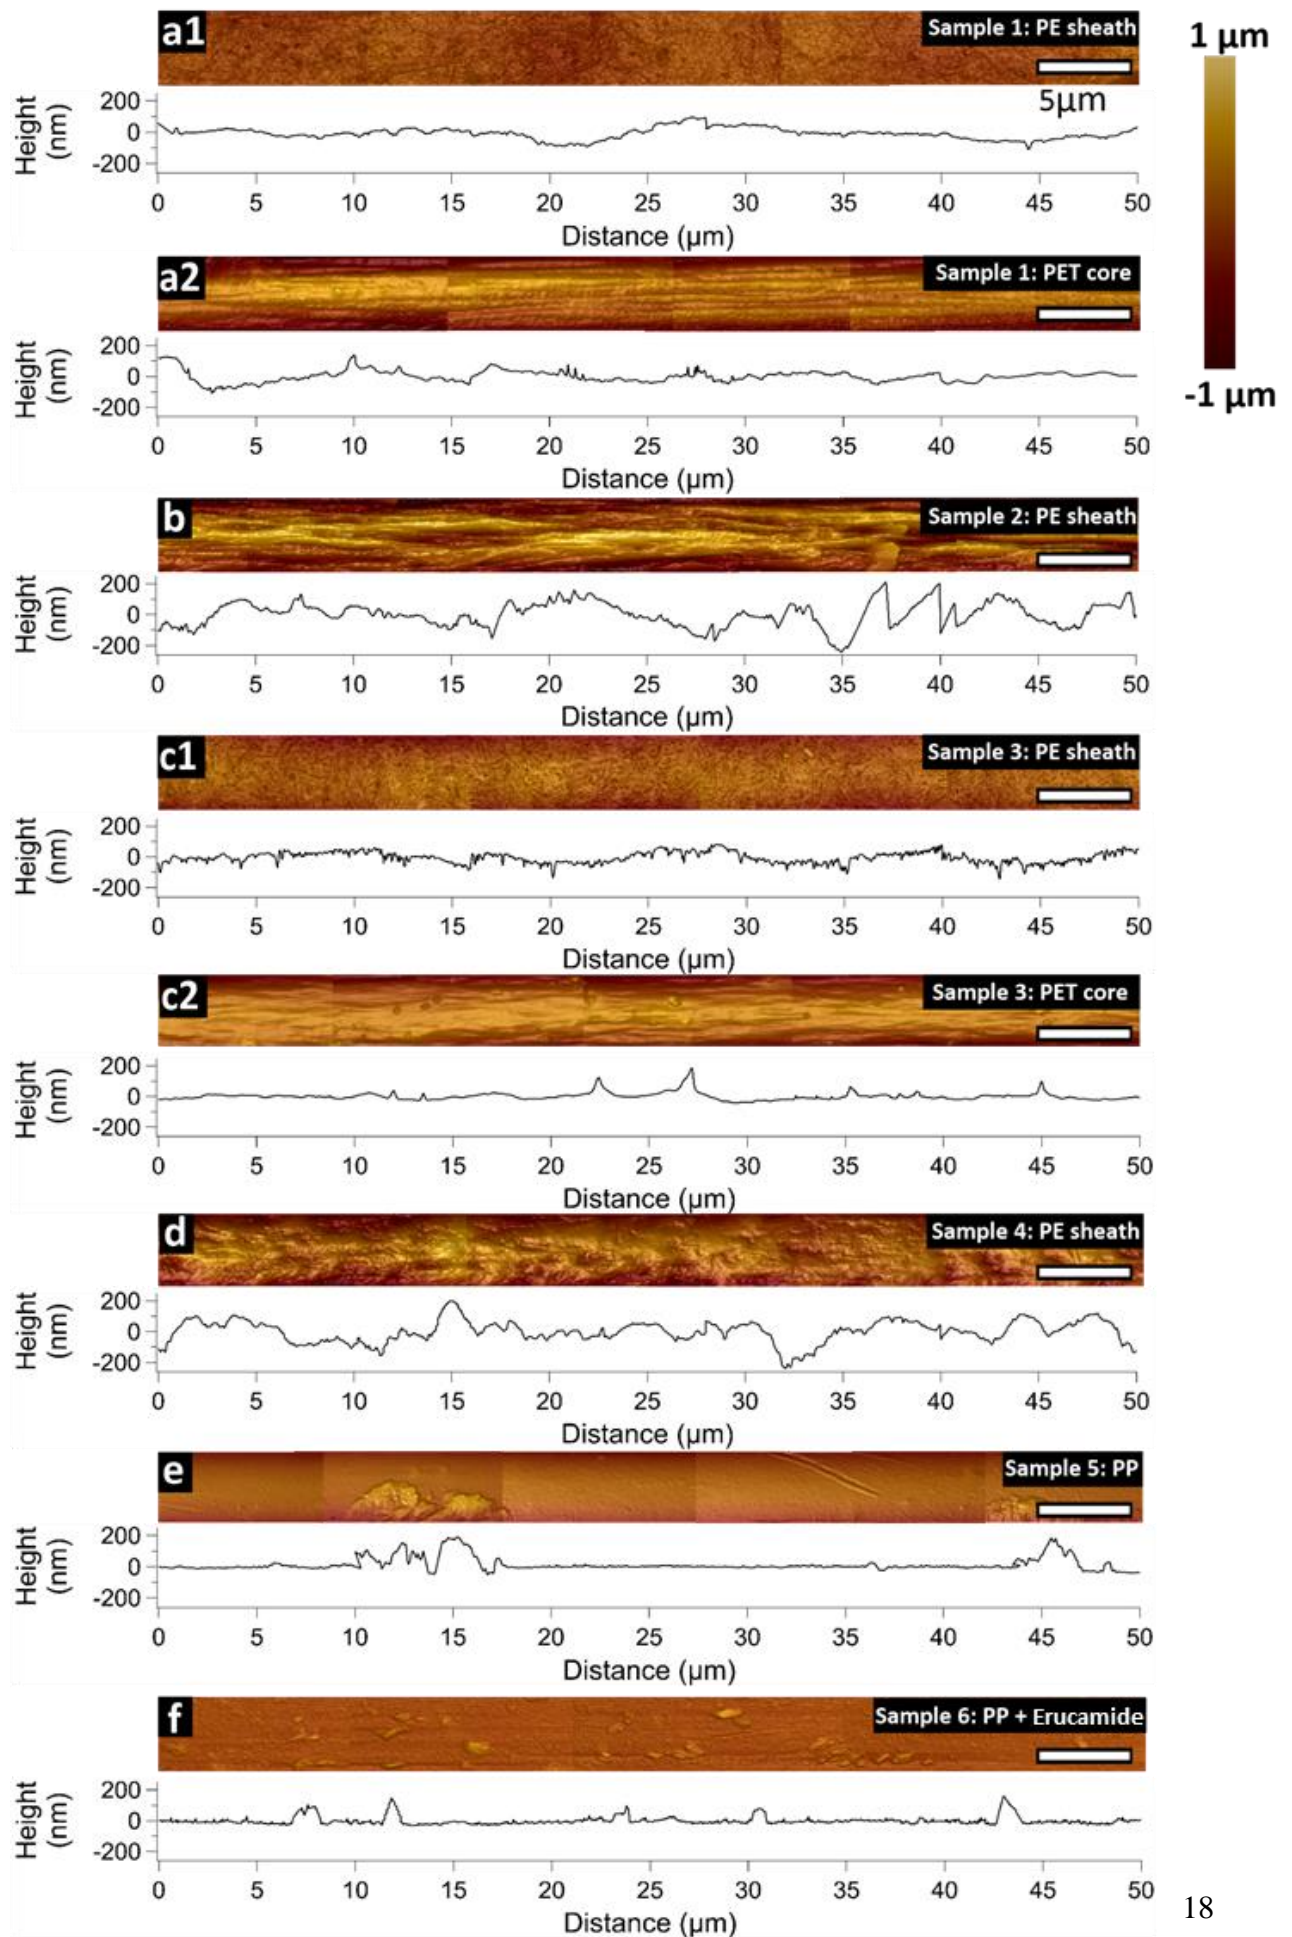 a1 Sample 1: PE sheath
1 µm
5µm
Height (nm)
200
0
-200
0 5 10 15 20 25 30 35 40 45 50
Distance (µm)
-1 µm
a2 Sample 1: PET core
Height (nm)
200
0
-200
0 5 10 15 20 25 30 35 40 45 50
Distance (µm)
b Sample 2: PE sheath
Height (nm)
200
0
-200
0 5 10 15 20 25 30 35 40 45 50
Distance (µm)
c1 Sample 3: PE sheath
Height (nm)
200
0
-200
0 5 10 15 20 25 30 35 40 45 50
Distance (µm)
c2 Sample 3: PET core
Height (nm)
200
0
-200
0 5 10 15 20 25 30 35 40 45 50
Distance (µm)
d Sample 4: PE sheath
Height (nm)
200
0
-200
0 5 10 15 20 25 30 35 40 45 50
Distance (µm)
e Sample 5: PP
Height (nm)
200
0
-200
0 5 10 15 20 25 30 35 40 45 50
Distance (µm)
f Sample 6: PP + Erucamide
Height (nm)
200
0
-200
0 5 10 15 20 25 30 35 40 45 50
Distance (µm)
18